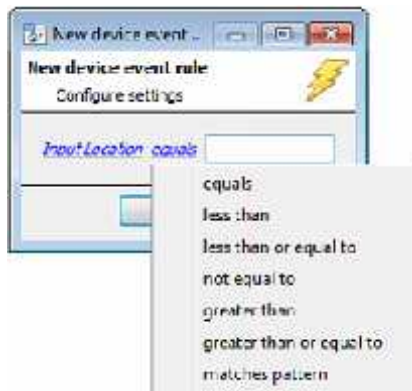 New device event ...
New device event rule
Configure settings
Input Location equals
equals
less than
less than or equal to
not equal to
greater than
greater than or equal to
matches pattern